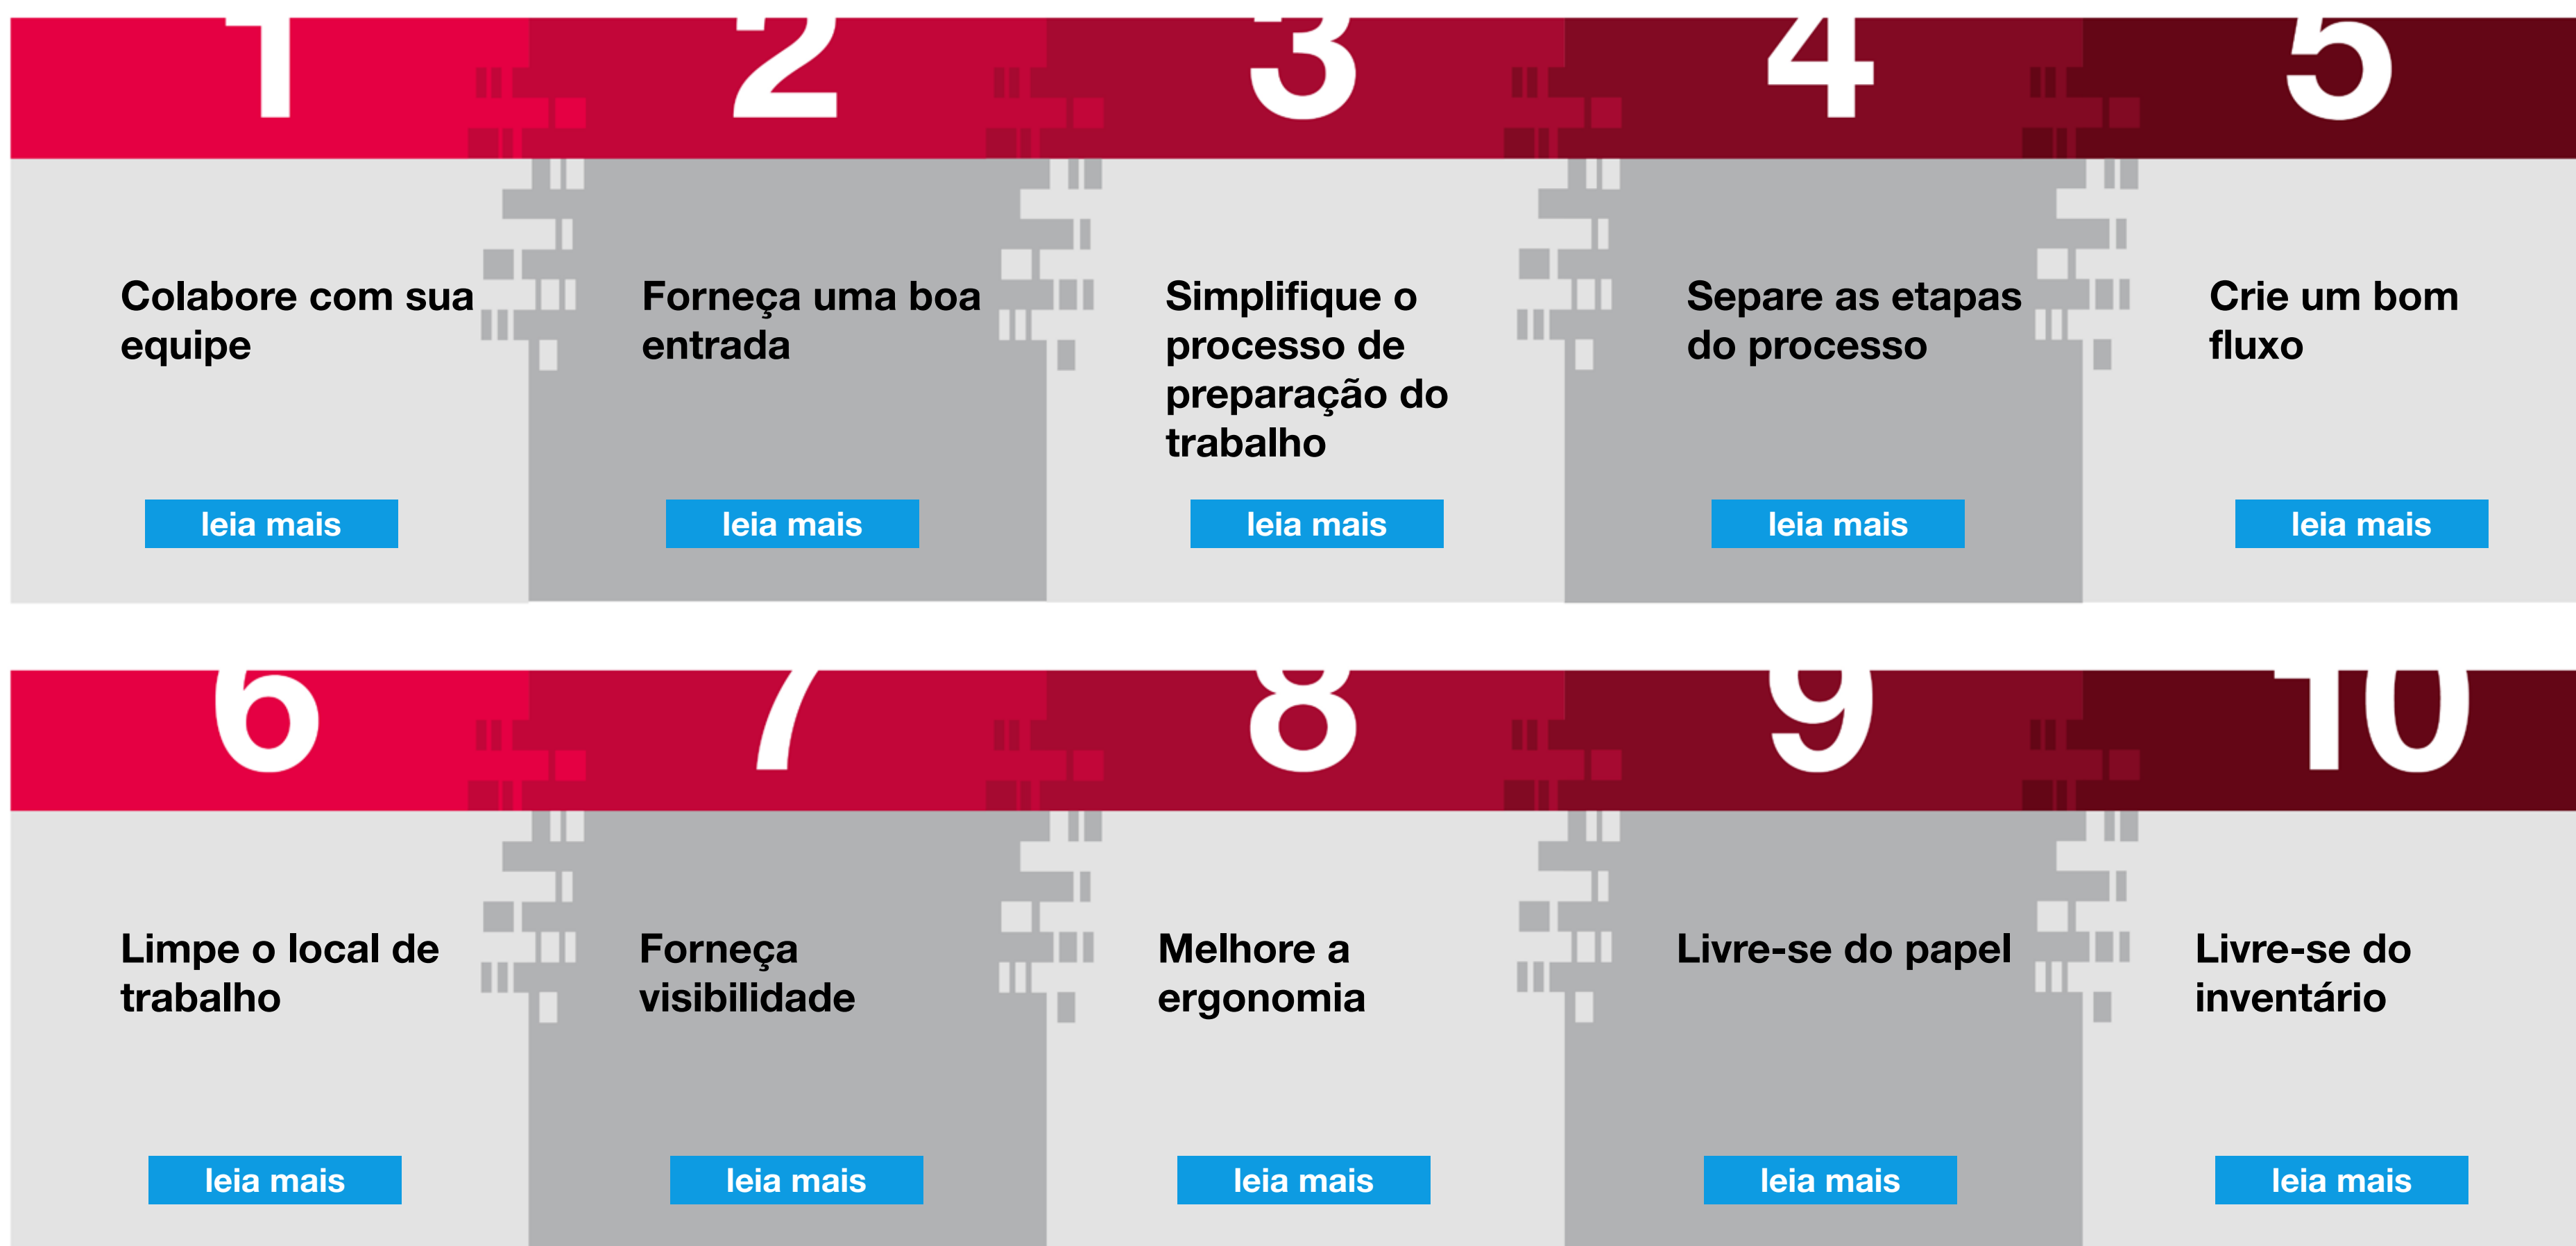 1
2
3
4
5
Colabore com sua
equipe
Forneça uma boa
entrada
Simplifique o
processo de
preparação do
trabalho
Separe as etapas
do processo
Crie um bom
fluxo
leia mais
leia mais
leia mais
leia mais
leia mais
6
7
8
9
10
Limpe o local de
trabalho
Forneça
visibilidade
Melhore a
ergonomia
Livre-se do papel
Livre-se do
inventário
leia mais
leia mais
leia mais
leia mais
leia mais